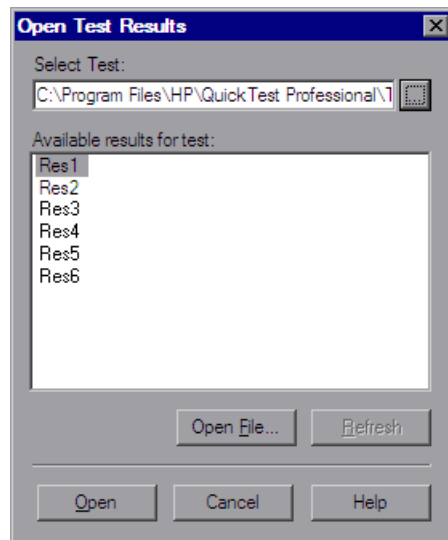 Open Test Results
Select Test:
C:\Program Files\HP\QuickTest Professional\T
Available results for test:
Res1
Res2
Res3
Res4
Res5
Res6
Open File...
Refresh
Open
Cancel
Help